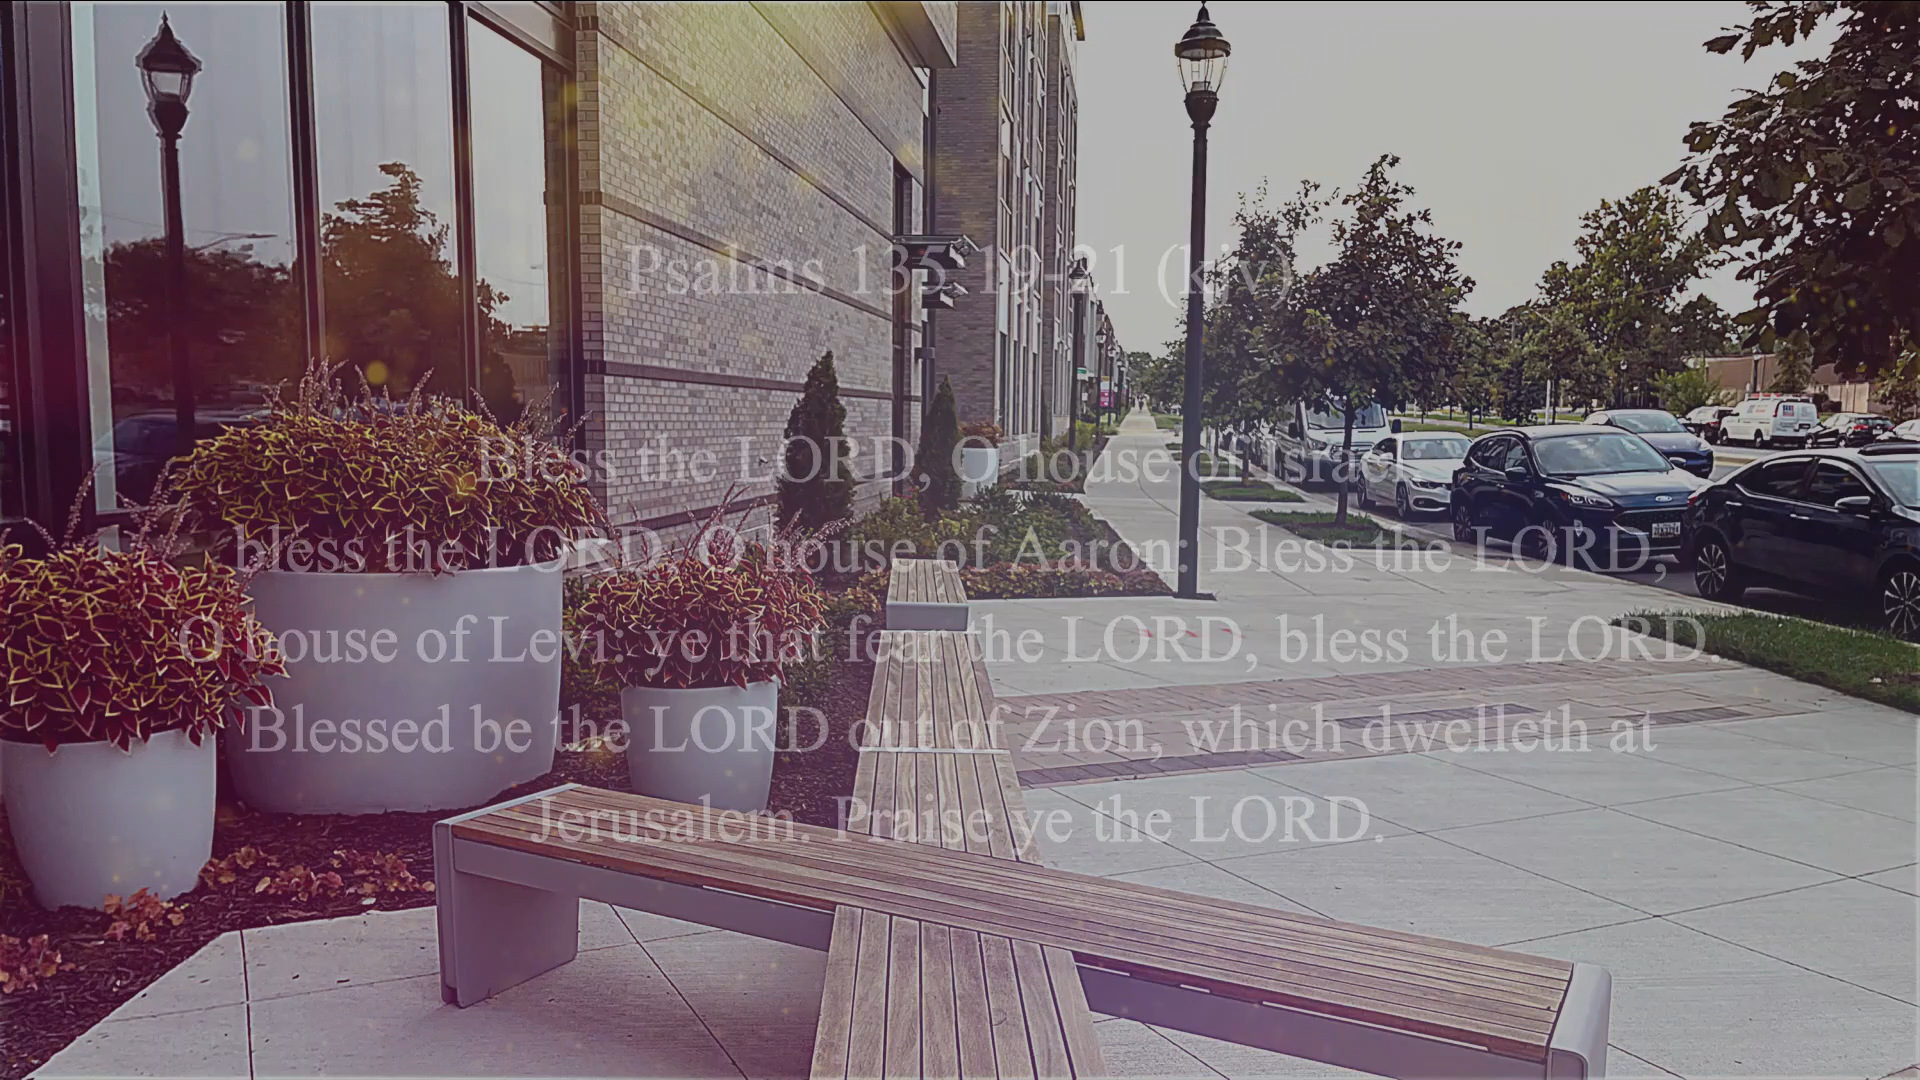 Psalms 135:19-21 (kjv)
Bless the LORD, O house of Israel:
bless the LORD, O house of Aaron: Bless the LORD,
O house of Levi: ye that fear the LORD, bless the LORD.
Blessed be the LORD out of Zion, which dwelleth at
Jerusalem. Praise ye the LORD.